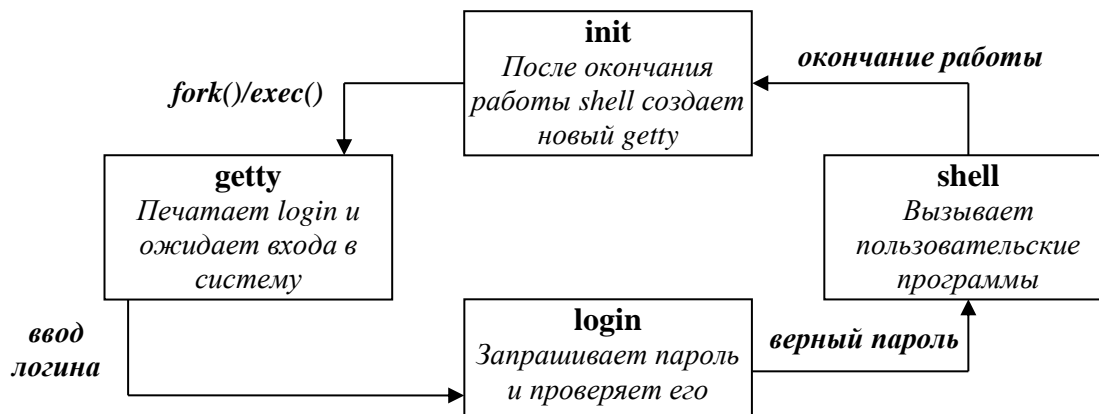 init
После окончания
работы shell создает
новый getty
окончание работы
fork()/exec()
getty
Печатает login и
ожидает входа в
систему
shell
Вызывает
пользовательские
программы
ввод
логина
login
Запрашивает пароль
и проверяет его
верный пароль